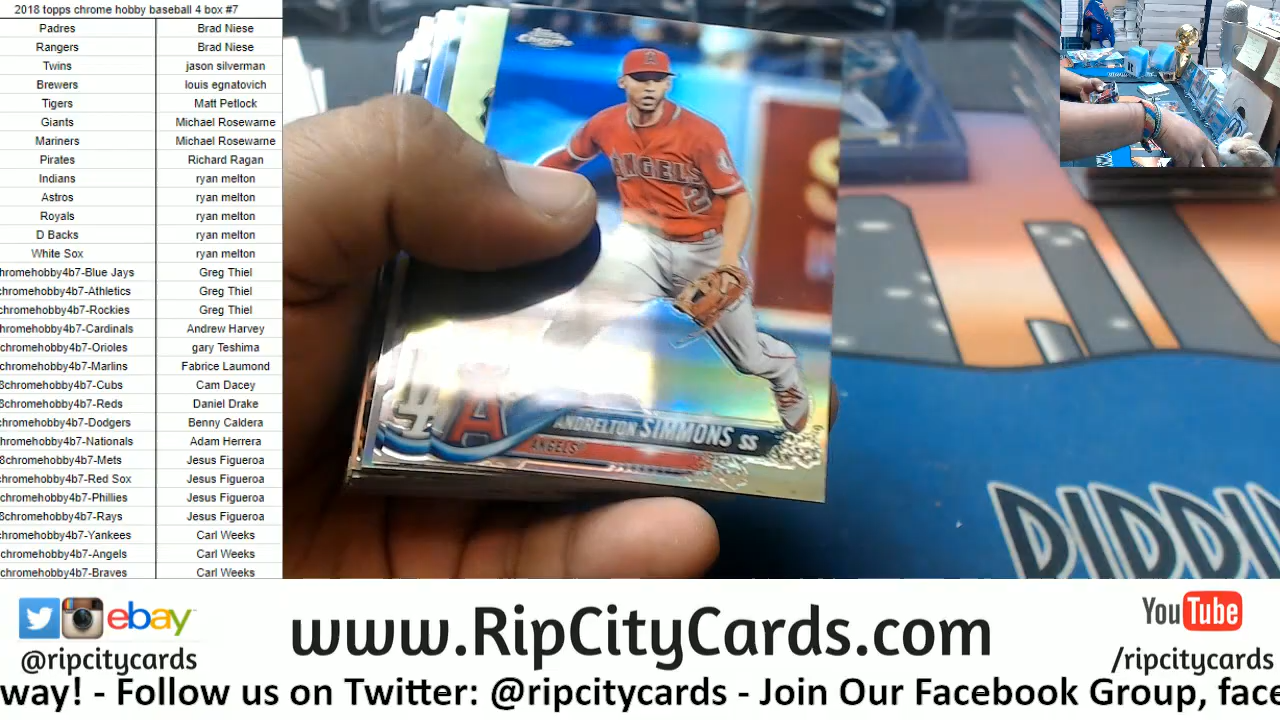 2018 topps chrome hobby baseball 4 box #7
Padres Brad Niese
Rangers Brad Niese
Twins jason silverman
Brewers louis egnatovich
Tigers Matt Petlock
Giants Michael Rosewarne
Mariners Michael Rosewarne
Pirates Richard Ragan
Indians ryan melton
Astros ryan melton
Royals ryan melton
D Backs ryan melton
White Sox ryan melton
hromehobby4b7-Blue Jays Greg Thiel
chromehobby4b7-Athletics Greg Thiel
chromehobby4b7-Rockies Greg Thiel
chromehobby4b7-Cardinals Andrew Harvey
chromehobby4b7-Orioles gary Teshima
chromehobby4b7-Marlins Fabrice Laumond
8chromehobby4b7-Cubs Cam Dacey
8chromehobby4b7-Reds Daniel Drake
chromehobby4b7-Dodgers Benny Caldera
chromehobby4b7-Nationals Adam Herrera
8chromehobby4b7-Mets Jesus Figueroa
chromehobby4b7-Red Sox Jesus Figueroa
chromehobby4b7-Phillies Jesus Figueroa
8chromehobby4b7-Rays Jesus Figueroa
chromehobby4b7-Yankees Carl Weeks
chromehobby4b7-Angels Carl Weeks
chromehobby4b7-Braves Carl Weeks
ANGELS
2
A
ANDRELTON SIMMONS SS
ANGELS
ebay
@ripcitycards
www.RipCityCards.com
YouTube
/ripcitycards
way! - Follow us on Twitter: @ripcitycards - Join Our Facebook Group, face